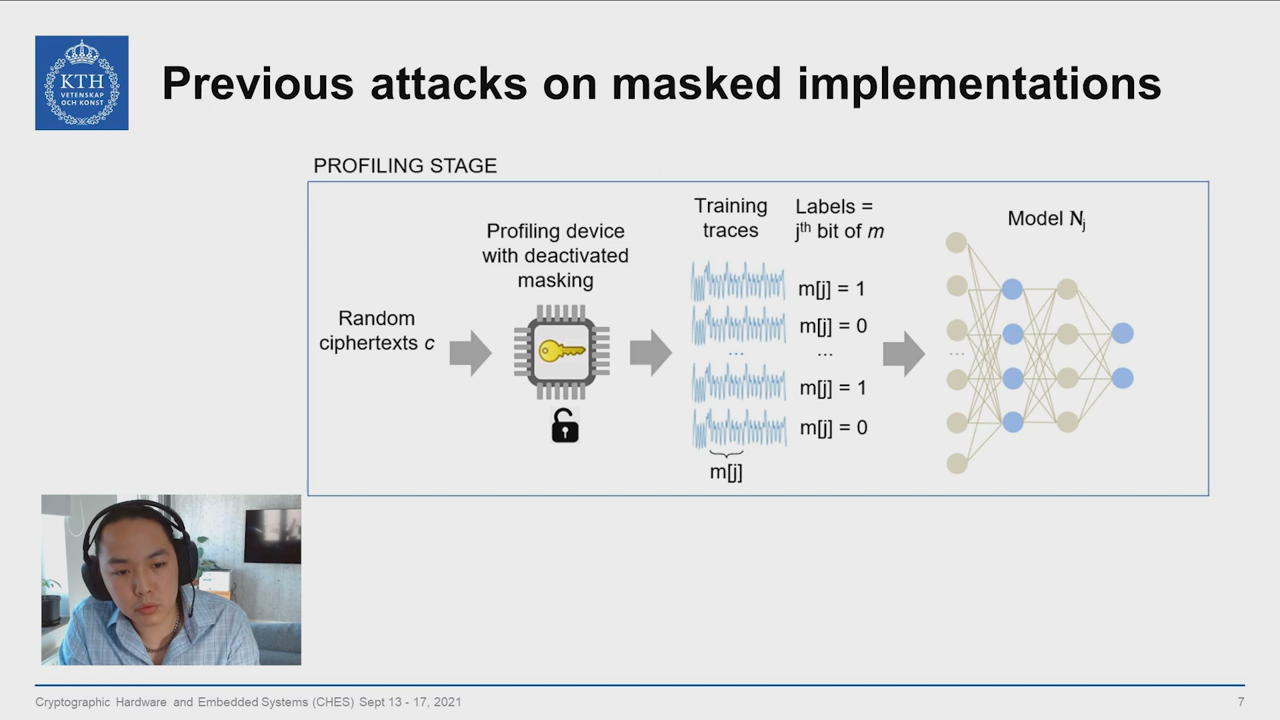 KTH
VETENSKAP
OCH KONST
Previous attacks on masked implementations
PROFILING STAGE
Random
ciphertexts c
Profiling device
with deactivated
masking
Training
traces
Labels =
jth bit of m
m[j] = 1
m[j] = 0
...
...
m[j] = 1
m[j] = 0
m[j]
Model Nj
...
Cryptographic Hardware and Embedded Systems (CHES) Sept 13 - 17, 2021
7